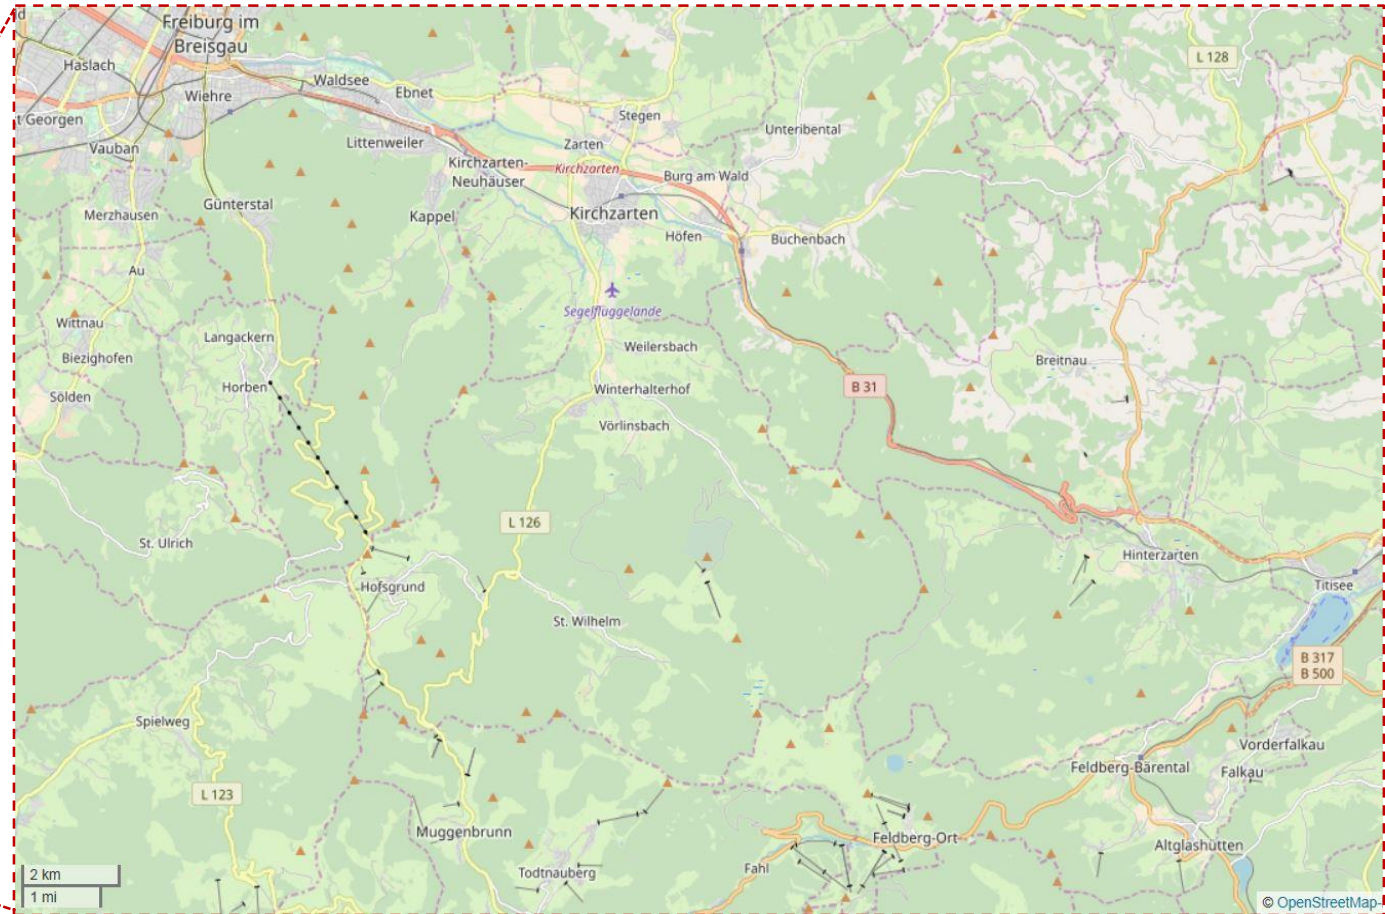 Freiburg im
Breisgau
L 128
Haslach
Waldsee
Ebnet
Wiehre
t Georgen
Stegen
Unteribental
Littenweiler
Zarten
Vauban
Kirchzarten-
Neuhäuser
Kirchzarten
Burg am Wald
Günterstal
Merzhausen
Kappel
Kirchzarten
Höfen
Buchenbach
Au
Segelfluggelände
Wittnau
Langackern
Weilersbach
Biezighofen
Breitnau
Horben
Winterhalterhof
B 31
Sölden
Vörlinsbach
L 126
St. Ulrich
Hinterzarten
Hofsgrund
Titisee
St. Wilhelm
B 317
B 500
Spielweg
Vorderfalkau
Feldberg-Bärental
Falkau
L 123
Muggenbrunn
Feldberg-Ort
Altglashütten
Fahl
Todtnauberg
2 km
1 mi
© OpenStreetMap